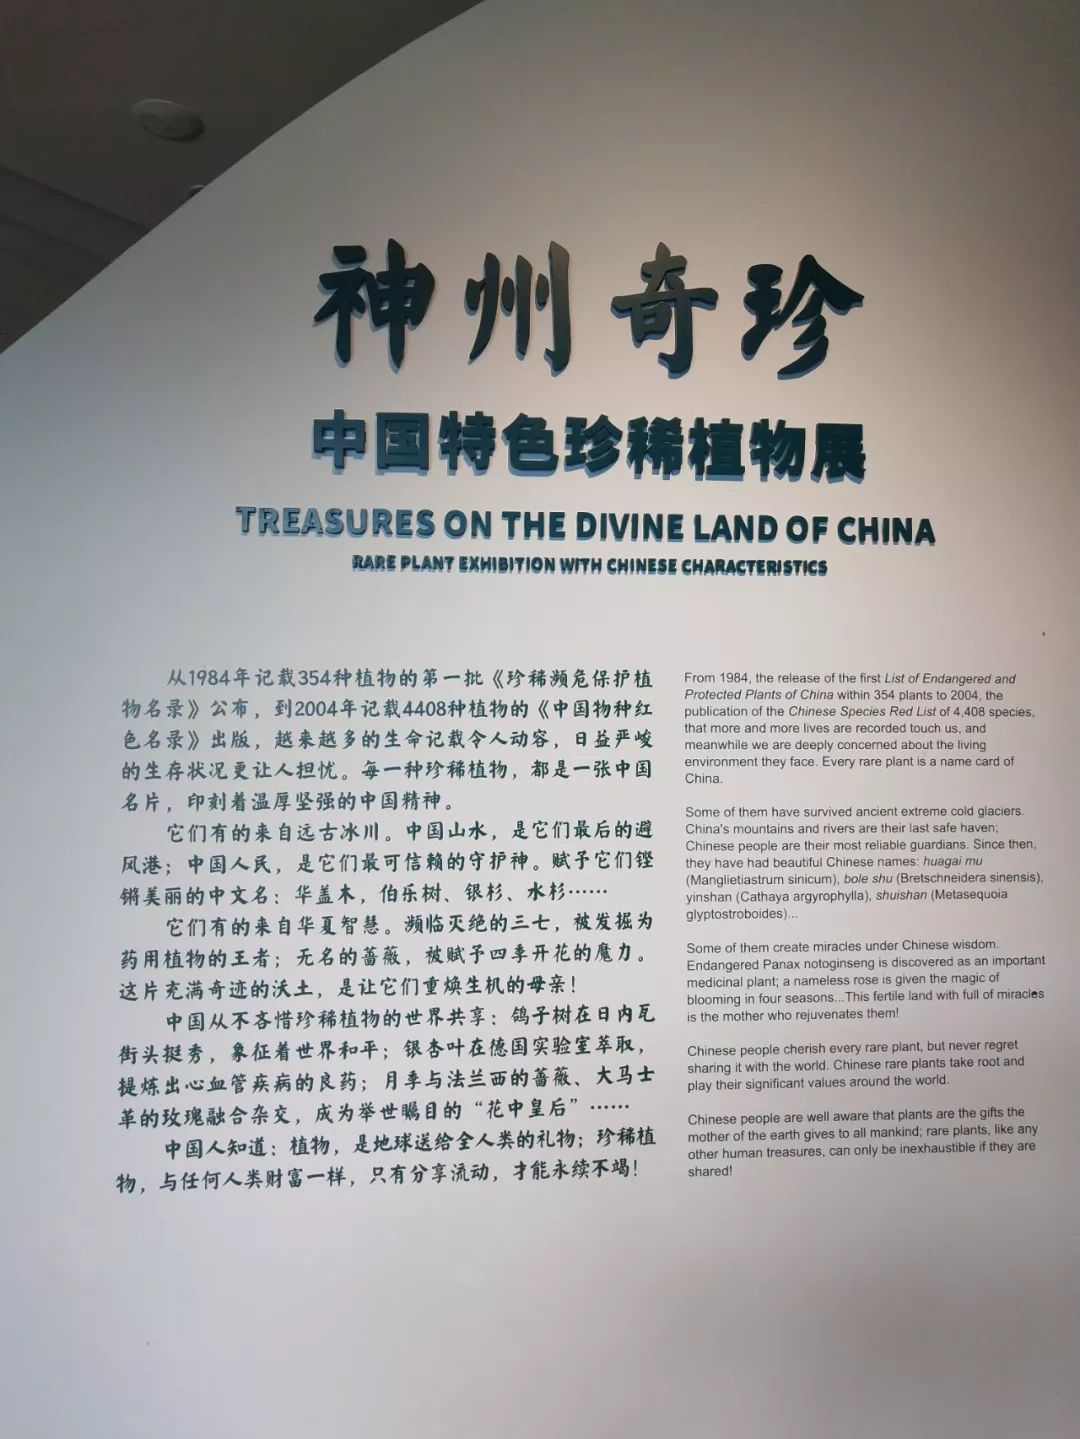 神州奇珍
中国特色珍稀植物展
TREASURES ON THE DIVINE LAND OF CHINA
RARE PLANT EXHIBITION WITH CHINESE CHARACTERISTICS
从1984年记载354种植物的第一批《珍稀濒危保护植
物名录》公布，到2004年记载4408种植物的《中国物种红
色名录》出版，越来越多的生命记载令人动容，日益严峻
的生存状况更让人担忧。每一种珍稀植物，都是一张中国
名片，印刻着温厚坚强的中国精神。
它们有的来自远古冰川。中国山水，是它们最后的避
风港；中国人民，是它们最可信赖的守护神。赋予它们铿
锵美丽的中文名：华盖木，伯乐树、银杉、水杉……
它们有的来自华夏智慧。濒临灭绝的三七，被发掘为
药用植物的王者；无名的蔷薇，被赋予四季开花的魔力。
这片充满奇迹的沃土，是让它们重焕生机的母亲！
中国从不吝惜珍稀植物的世界共享：鸽子树在日内瓦
街头挺秀，象征着世界和平；银杏叶在德国实验室萃取，
提炼出心血管疾病的良药；月季与法兰西的蔷薇、大马士
革的玫瑰融合杂交，成为举世瞩目的“花中皇后”……
中国人知道：植物，是地球送给全人类的礼物；珍稀植
物，与任何人类财富一样，只有分享流动，才能永续不竭！
From 1984, the release of the first List of Endangered and
Protected Plants of China within 354 plants to 2004, the
publication of the Chinese Species Red List of 4,408 species,
that more and more lives are recorded touch us, and
meanwhile we are deeply concerned about the living
environment they face. Every rare plant is a name card of
China.
Some of them have survived ancient extreme cold glaciers.
China's mountains and rivers are their last safe haven;
Chinese people are their most reliable guardians. Since then,
they have had beautiful Chinese names: huagai mu
(Manglietiastrum sinicum), bole shu (Bretschneidera sinensis),
yinshan (Cathaya argyrophylla), shuishan (Metasequoia
glyptostroboides)...
Some of them create miracles under Chinese wisdom.
Endangered Panax notoginseng is discovered as an important
medicinal plant; a nameless rose is given the magic of
blooming in four seasons...This fertile land with full of miracles
is the mother who rejuvenates them!
Chinese people cherish every rare plant, but never regret
sharing it with the world. Chinese rare plants take root and
play their significant values around the world.
Chinese people are well aware that plants are the gifts the
mother of the earth gives to all mankind; rare plants, like any
other human treasures, can only be inexhaustible if they are
shared!